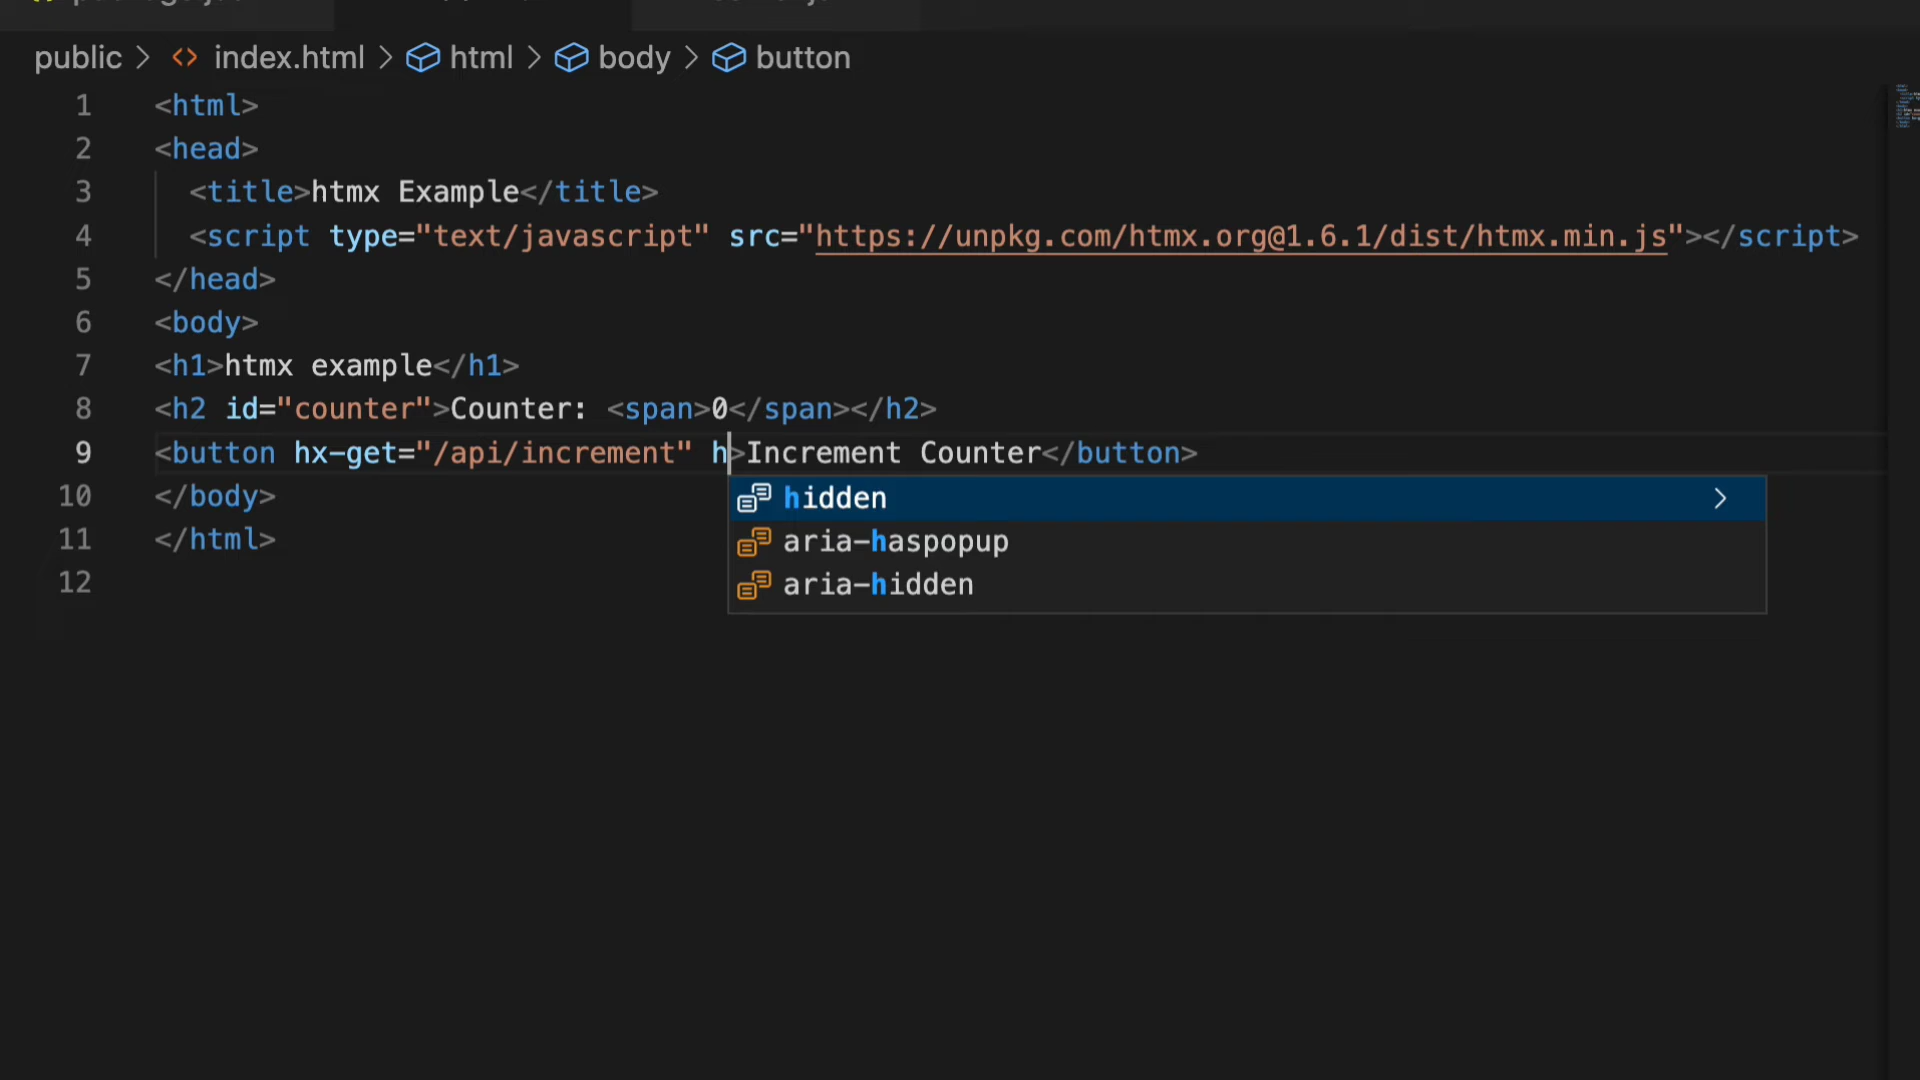 public > <> index.html > html > body > button
1 <html>
2 <head>
3 <title>htmx Example</title>
4 <script type="text/javascript" src="https://unpkg.com/htmx.org@1.6.1/dist/htmx.min.js"></script>
5 </head>
6 <body>
7 <h1>htmx example</h1>
8 <h2 id="counter">Counter: <span>0</span></h2>
9 <button hx-get="/api/increment" h>Increment Counter</button>
hidden >
10 </body>
aria-haspopup
11 </html>
aria-hidden
12